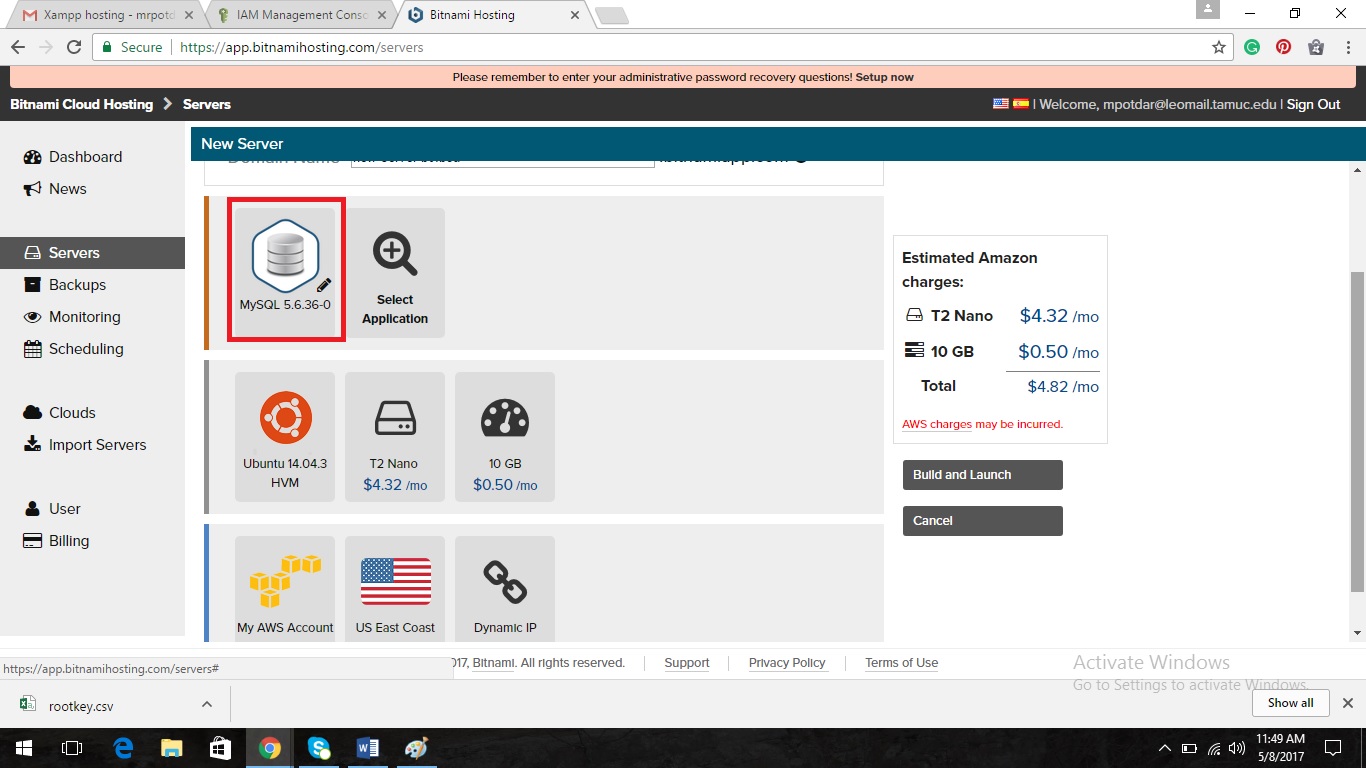 Xampp hosting - mrpotd
IAM Management Conso
Bitnami Hosting
Secure
https://app.bitnamihosting.com/servers
Please remember to enter your administrative password recovery questions! Setup now
Bitnami Cloud Hosting
Servers
| Welcome, mpotdar@leomail.tamuc.edu | Sign Out
Dashboard
News
Servers
Backups
Monitoring
Scheduling
Clouds
Import Servers
User
Billing
New Server
Domain Name
.bitnamiapp.com
MySQL 5.6.36-0
Select
Application
Ubuntu 14.04.3
HVM
T2 Nano
$4.32 /mo
10 GB
$0.50 /mo
My AWS Account
US East Coast
Dynamic IP
Estimated Amazon
charges:
T2 Nano $4.32 /mo
10 GB $0.50 /mo
Total $4.82 /mo
AWS charges may be incurred.
Build and Launch
Cancel
017, Bitnami. All rights reserved.
Support
Privacy Policy
Terms of Use
https://app.bitnamihosting.com/servers#
Activate Windows
Go to Settings to activate Windows.
rootkey.csv
Show all
11:49 AM
5/8/2017